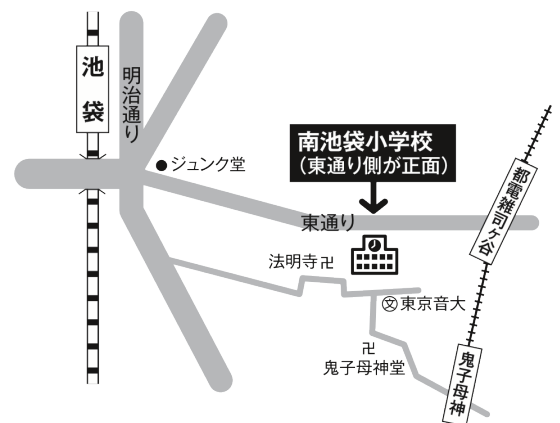 池袋
明治通り
ジュンク堂
南池袋小学校
（東通り側が正面）
都電雑司ヶ谷
東通り
法明寺卍
文東京音大
卍
鬼子母神堂
鬼子母神